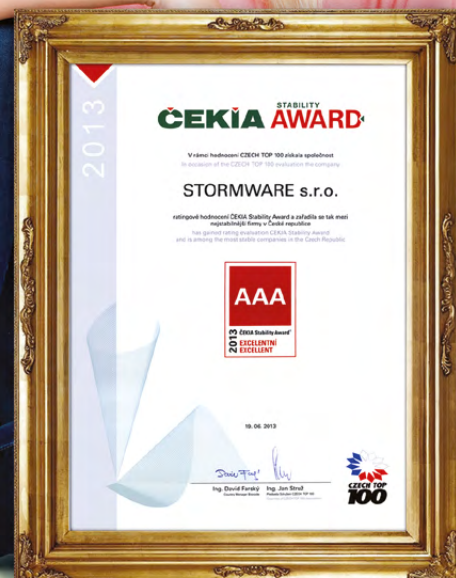 2013
STABILITY
ČEKIA AWARD
V rámci hodnocení CZECH TOP 100 získala společnost
In occasion of the CZECH TOP 100 evaluation the company
STORMWARE s.r.o.
ratingové hodnocení ČEKIA Stability Award a zařadila se tak mezi
nejstabilnější firmy v České republice
has gained rating evaluation ČEKIA Stability Award
and is among the most stable companies in the Czech Republic
AAA
2013
ČEKIA Stability Award
EXCELENTNÍ
EXCELLENT
19. 06. 2013
Ing. David Farský Ing. Jan Struž
CZECH TOP
100